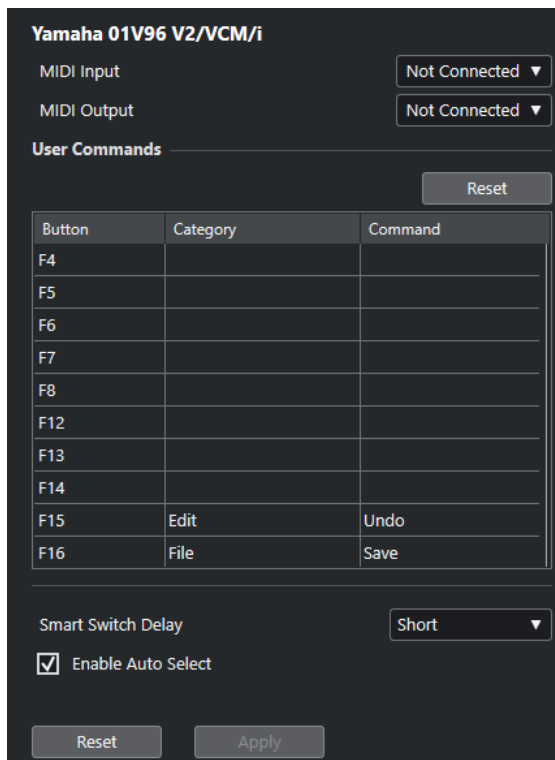 Yamaha 01V96 V2/VCM/i
MIDI Input Not Connected ▼
MIDI Output Not Connected ▼
User Commands
Reset
Button Category Command
F4
F5
F6
F7
F8
F12
F13
F14
F15 Edit Undo
F16 File Save
Smart Switch Delay Short ▼
Enable Auto Select
Reset Apply